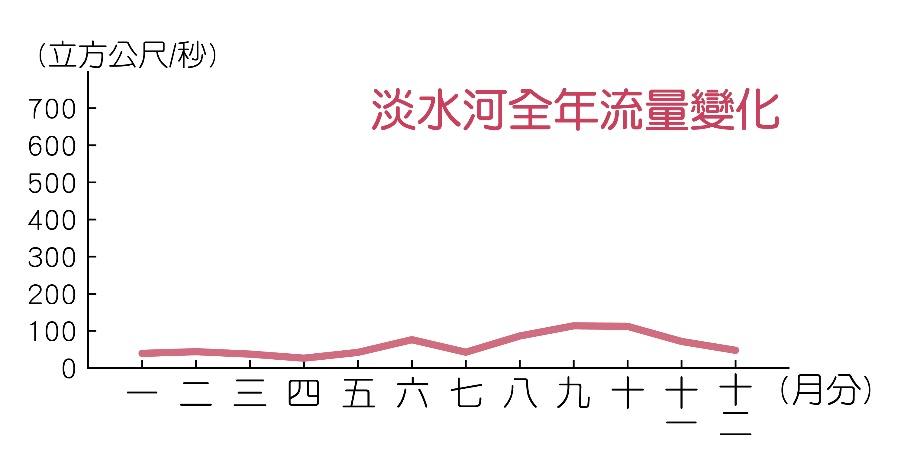 （立方公尺/秒）
淡水河全年流量變化
700
600
500
400
300
200
100
0
一 二 三 四 五 六 七 八 九 十 十一 十二 （月分）